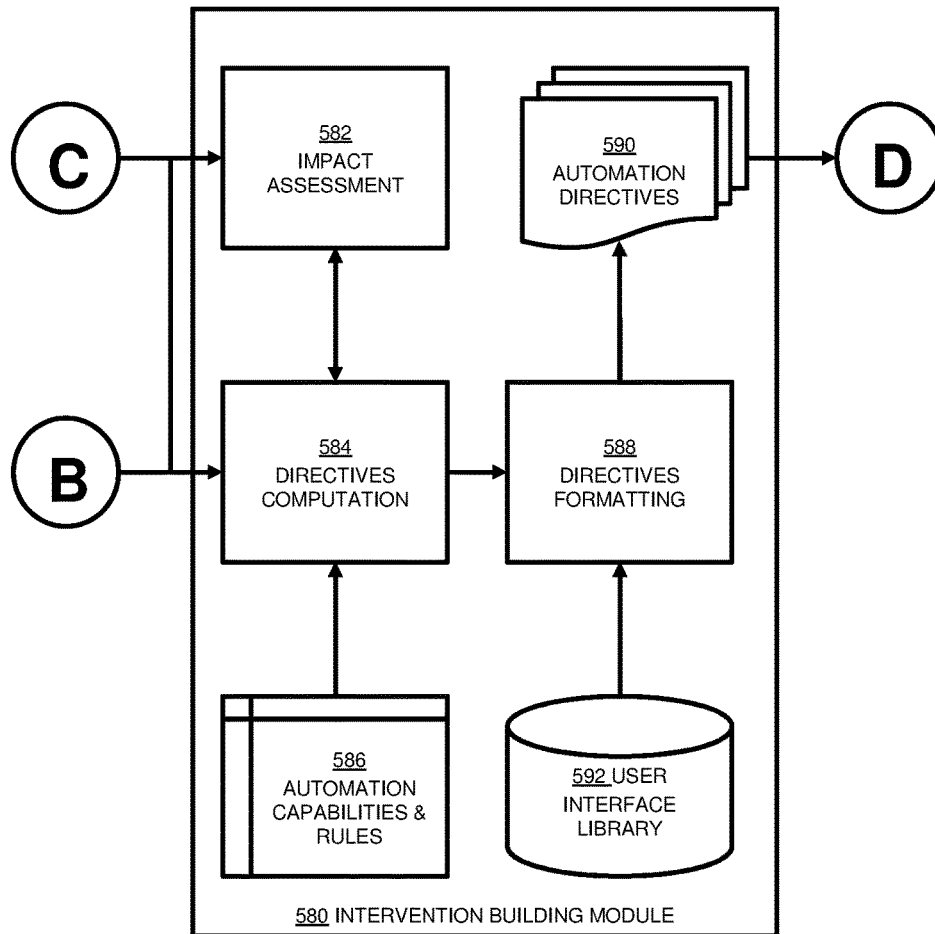 C
582
IMPACT
ASSESSMENT
590
AUTOMATION
DIRECTIVES
D
B
584
DIRECTIVES
COMPUTATION
588
DIRECTIVES
FORMATTING
586
AUTOMATION
CAPABILITIES &
RULES
592 USER
INTERFACE
LIBRARY
580 INTERVENTION BUILDING MODULE